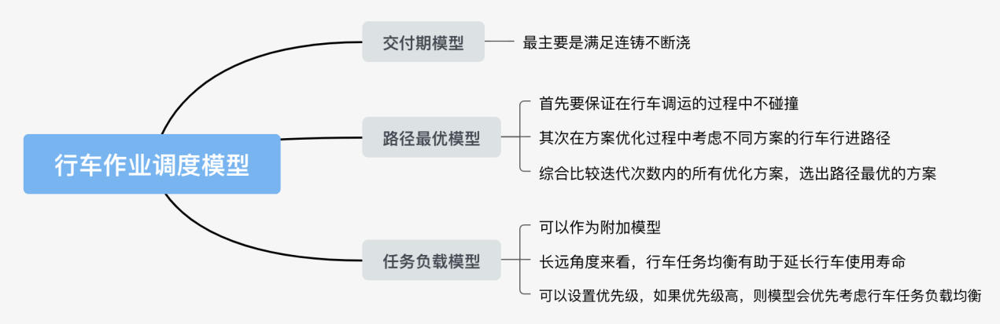 交付期模型
最主要是满足连铸不断浇
首先要保证在行车调运的过程中不碰撞
路径最优模型
其次在方案优化过程中考虑不同方案的行车行进路径
行车作业调度模型
综合比较迭代次数内的所有优化方案，选出路径最优的方案
可以作为附加模型
任务负载模型
长远角度来看，行车任务均衡有助于延长行车使用寿命
可以设置优先级，如果优先级高，则模型会优先考虑行车任务负载均衡